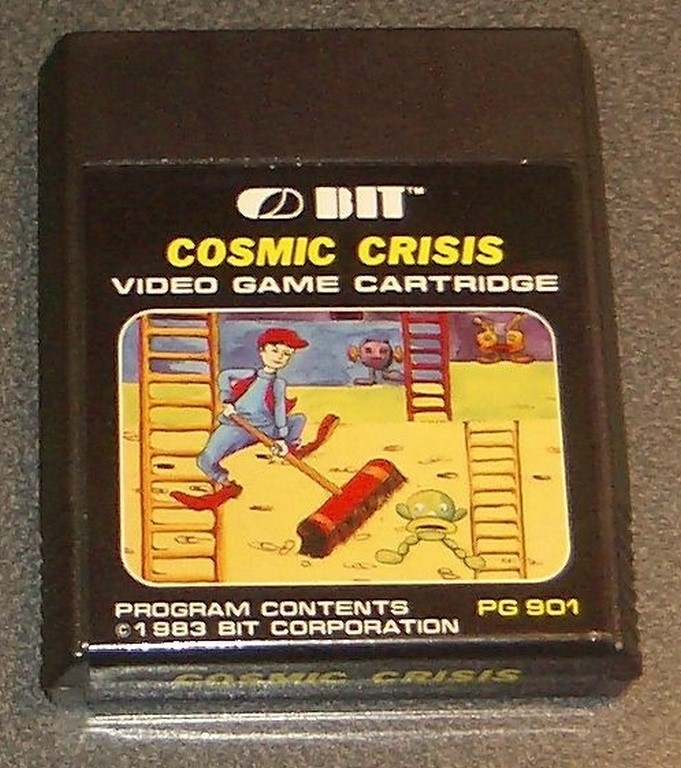 BIT™
COSMIC CRISIS
VIDEO GAME CARTRIDGE
PROGRAM CONTENTS PG 901
©1983 BIT CORPORATION
COSMIC CRISIS